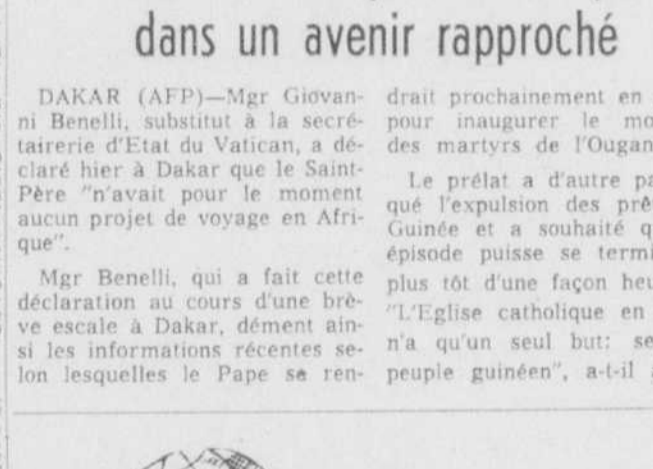 dans un avenir rapproché
DAKAR (AFP)—Mgr Giovan-
ni Benelli, substitut à la secré-
tairerie d'Etat du Vatican, a dé-
claré hier à Dakar que le Saint-
Père "n'avait pour le moment
aucun projet de voyage en Afri-
que".
Mgr Benelli, qui a fait cette
déclaration au cours d'une brè-
ve escale à Dakar, dément ain-
si les informations récentes se-
lon lesquelles le Pape se ren-
drait prochainement en
pour inaugurer le mo
des martyrs de l'Ougan
Le prélat a d'autre pa
qué l'expulsion des prê
Guinée et a souhaité q
épisode puisse se termi
plus tôt d'une façon heu
"L'Eglise catholique en
n'a qu'un seul but: se
peuple guinéen", a-t-il